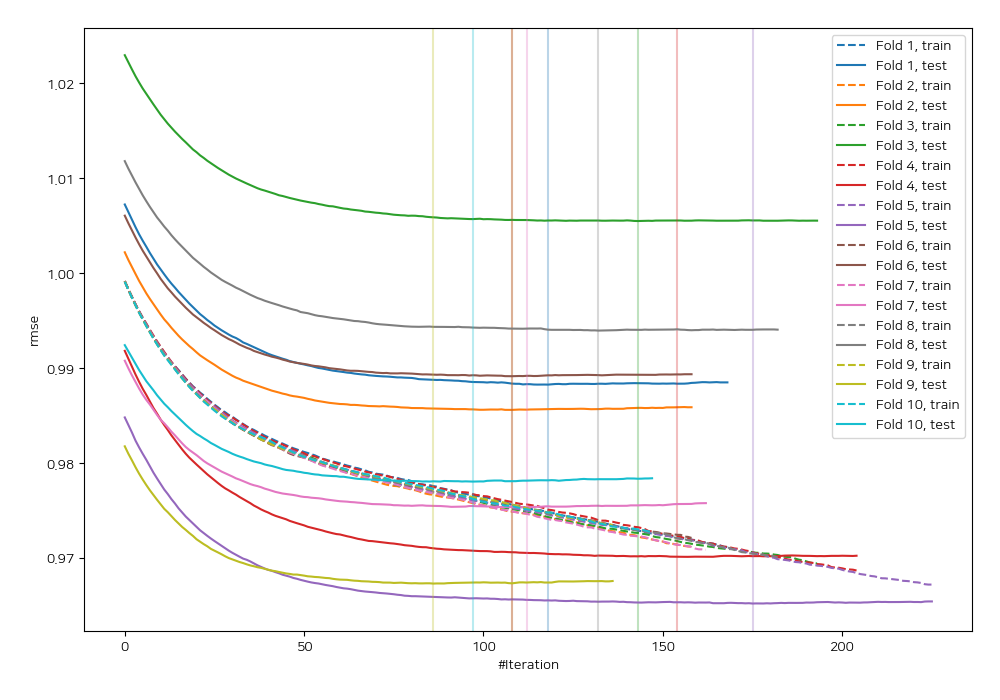 1,02
1,01
1,00
0,99
0,98
0,97
rmse
0
50
100
150
200
#Iteration
Fold 1, train
Fold 1, test
Fold 2, train
Fold 2, test
Fold 3, train
Fold 3, test
Fold 4, train
Fold 4, test
Fold 5, train
Fold 5, test
Fold 6, train
Fold 6, test
Fold 7, train
Fold 7, test
Fold 8, train
Fold 8, test
Fold 9, train
Fold 9, test
Fold 10, train
Fold 10, test